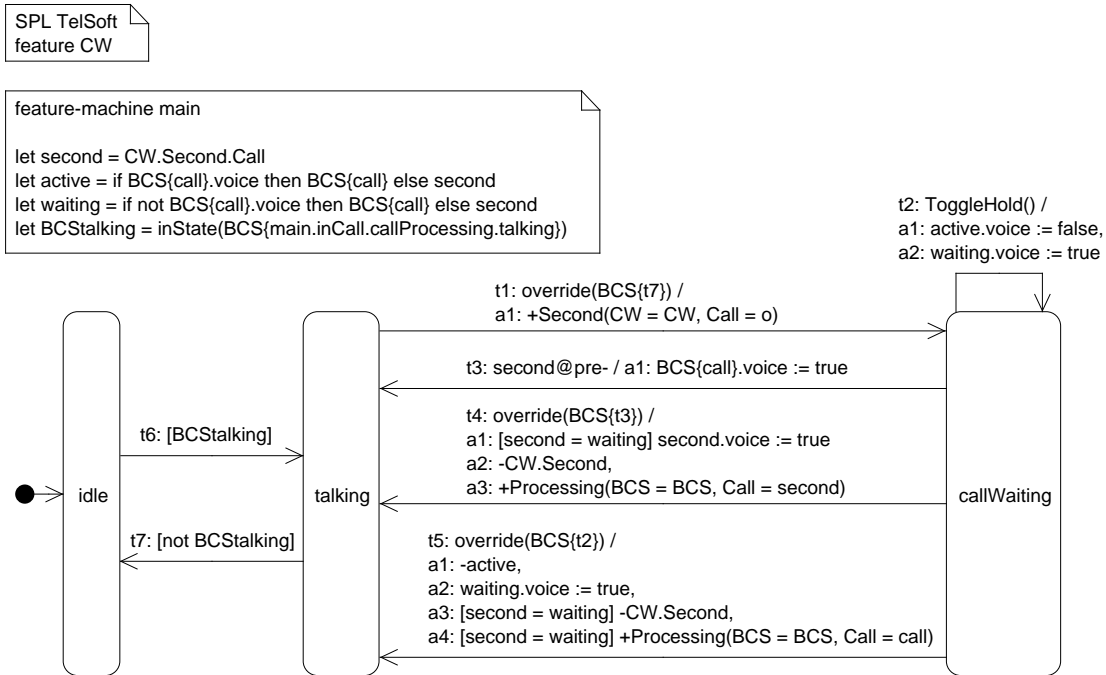 SPL TelSoft
feature CW
feature-machine main
let second = CW.Second.Call
let active = if BCS{call}.voice then BCS{call} else second
let waiting = if not BCS{call}.voice then BCS{call} else second
let BCStalking = inState(BCS{main.inCall.callProcessing.talking})
t2: ToggleHold() /
a1: active.voice := false,
a2: waiting.voice := true
t1: override(BCS{t7}) /
a1: +Second(CW = CW, Call = o)
t3: second@pre- / a1: BCS{call}.voice := true
t4: override(BCS{t3}) /
a1: [second = waiting] second.voice := true
a2: -CW.Second,
a3: +Processing(BCS = BCS, Call = second)
t6: [BCStalking]
idle
talking
callWaiting
t7: [not BCStalking]
t5: override(BCS{t2}) /
a1: -active,
a2: waiting.voice := true,
a3: [second = waiting] -CW.Second,
a4: [second = waiting] +Processing(BCS = BCS, Call = call)